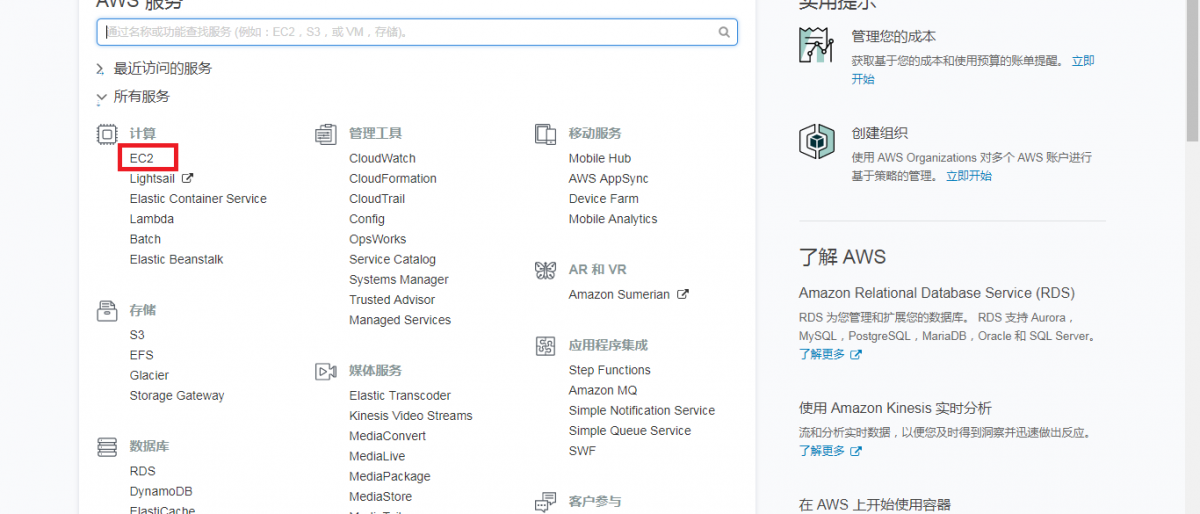 AWS 服务
通过名称或功能查找服务 (例如：EC2，S3，或 VM，存储)。
最近访问的服务
所有服务
计算
EC2
Lightsail
Elastic Container Service
Lambda
Batch
Elastic Beanstalk
存储
S3
EFS
Glacier
Storage Gateway
数据库
RDS
DynamoDB
ElastiCache
管理工具
CloudWatch
CloudFormation
CloudTrail
Config
OpsWorks
Service Catalog
Systems Manager
Trusted Advisor
Managed Services
媒体服务
Elastic Transcoder
Kinesis Video Streams
MediaConvert
MediaLive
MediaPackage
MediaStore
移动服务
Mobile Hub
AWS AppSync
Device Farm
Mobile Analytics
AR 和 VR
Amazon Sumerian
应用程序集成
Step Functions
Amazon MQ
Simple Notification Service
Simple Queue Service
SWF
客户参与
实用提示
管理您的成本
获取基于您的成本和使用预算的账单提醒。 立即
开始
创建组织
使用 AWS Organizations 对多个 AWS 账户进行
基于策略的管理。 立即开始
了解 AWS
Amazon Relational Database Service (RDS)
RDS 为您管理和扩展您的数据库。 RDS 支持 Aurora，
MySQL，PostgreSQL，MariaDB，Oracle 和 SQL Server。
了解更多
使用 Amazon Kinesis 实时分析
流和分析实时数据，以便您及时得到洞察并迅速做出反应。
了解更多
在 AWS 上开始使用容器